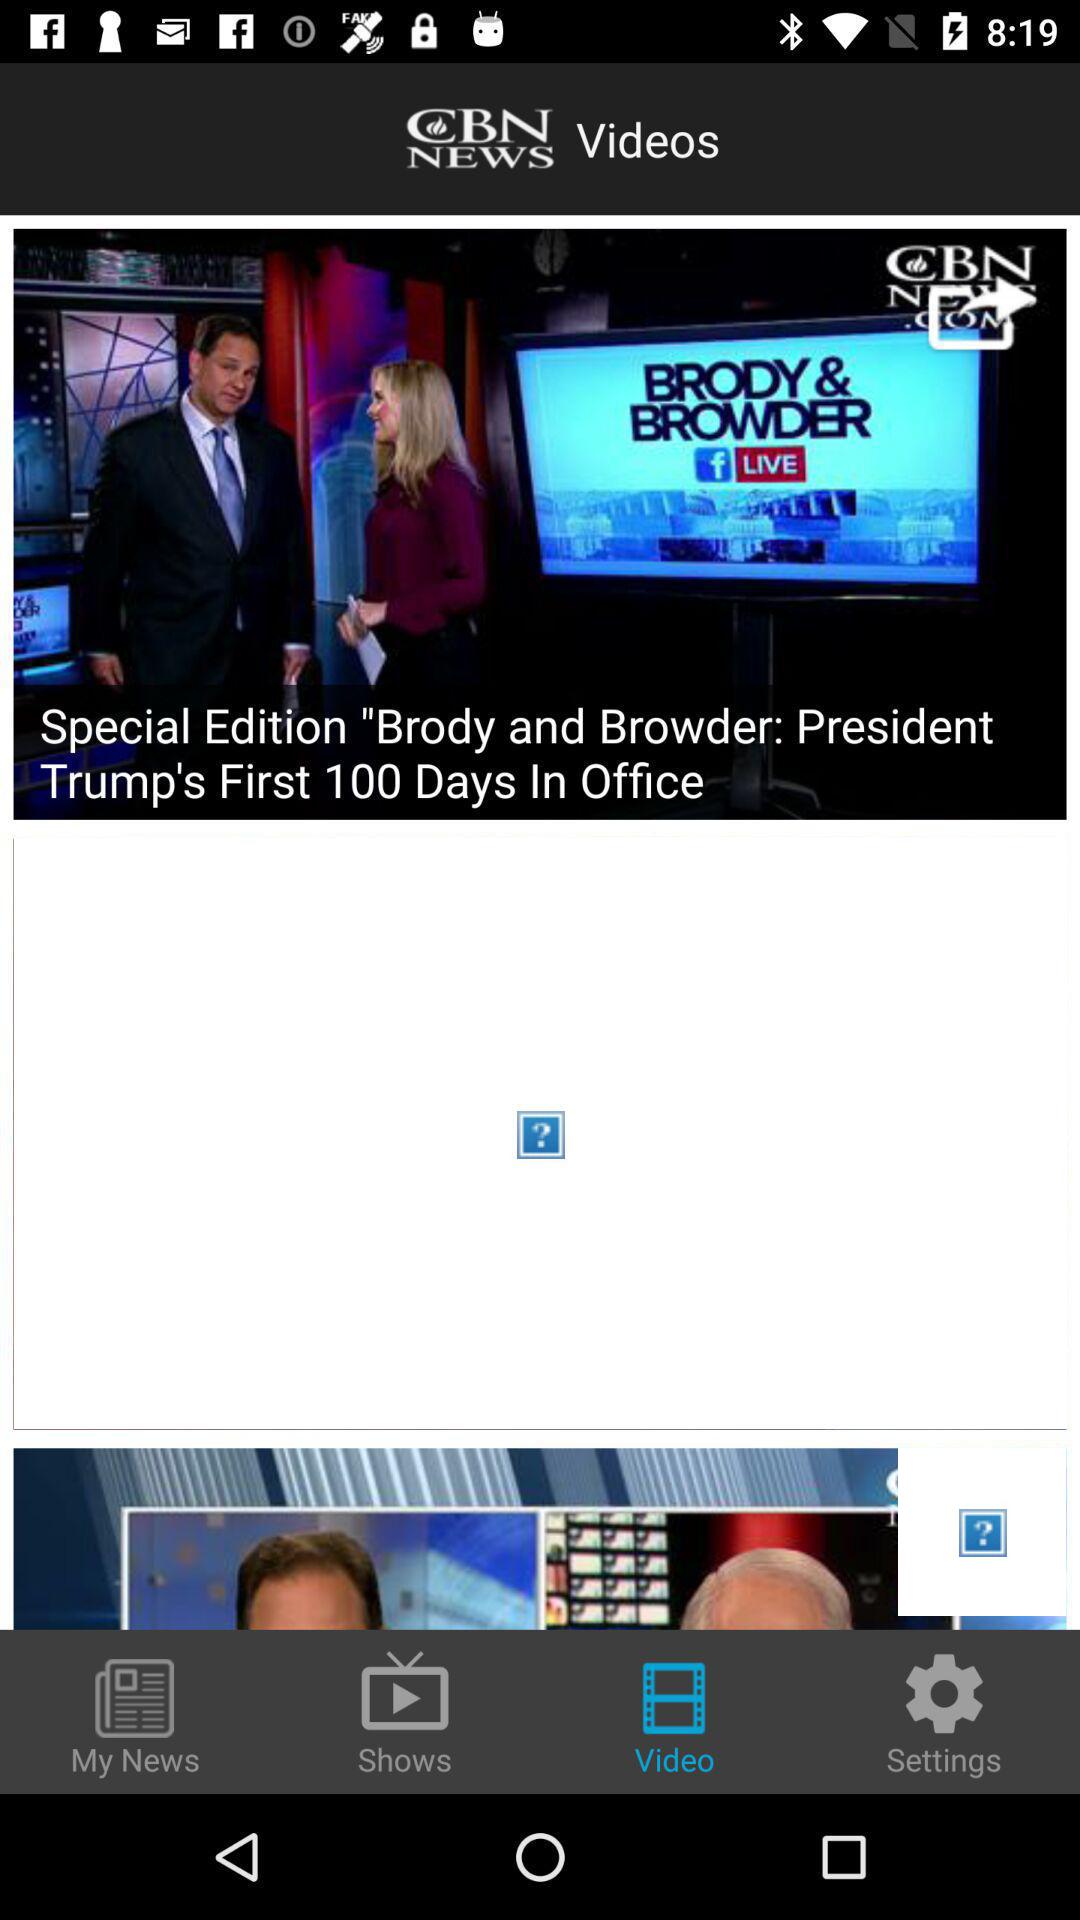 FAKE
8:19
CBN
NEWS
Videos
CBN
NEWS
.COM
BRODY &
BROWDER
f LIVE
Special Edition "Brody and Browder: President
Trump's First 100 Days In Office
?
?
My News
Shows
Video
Settings